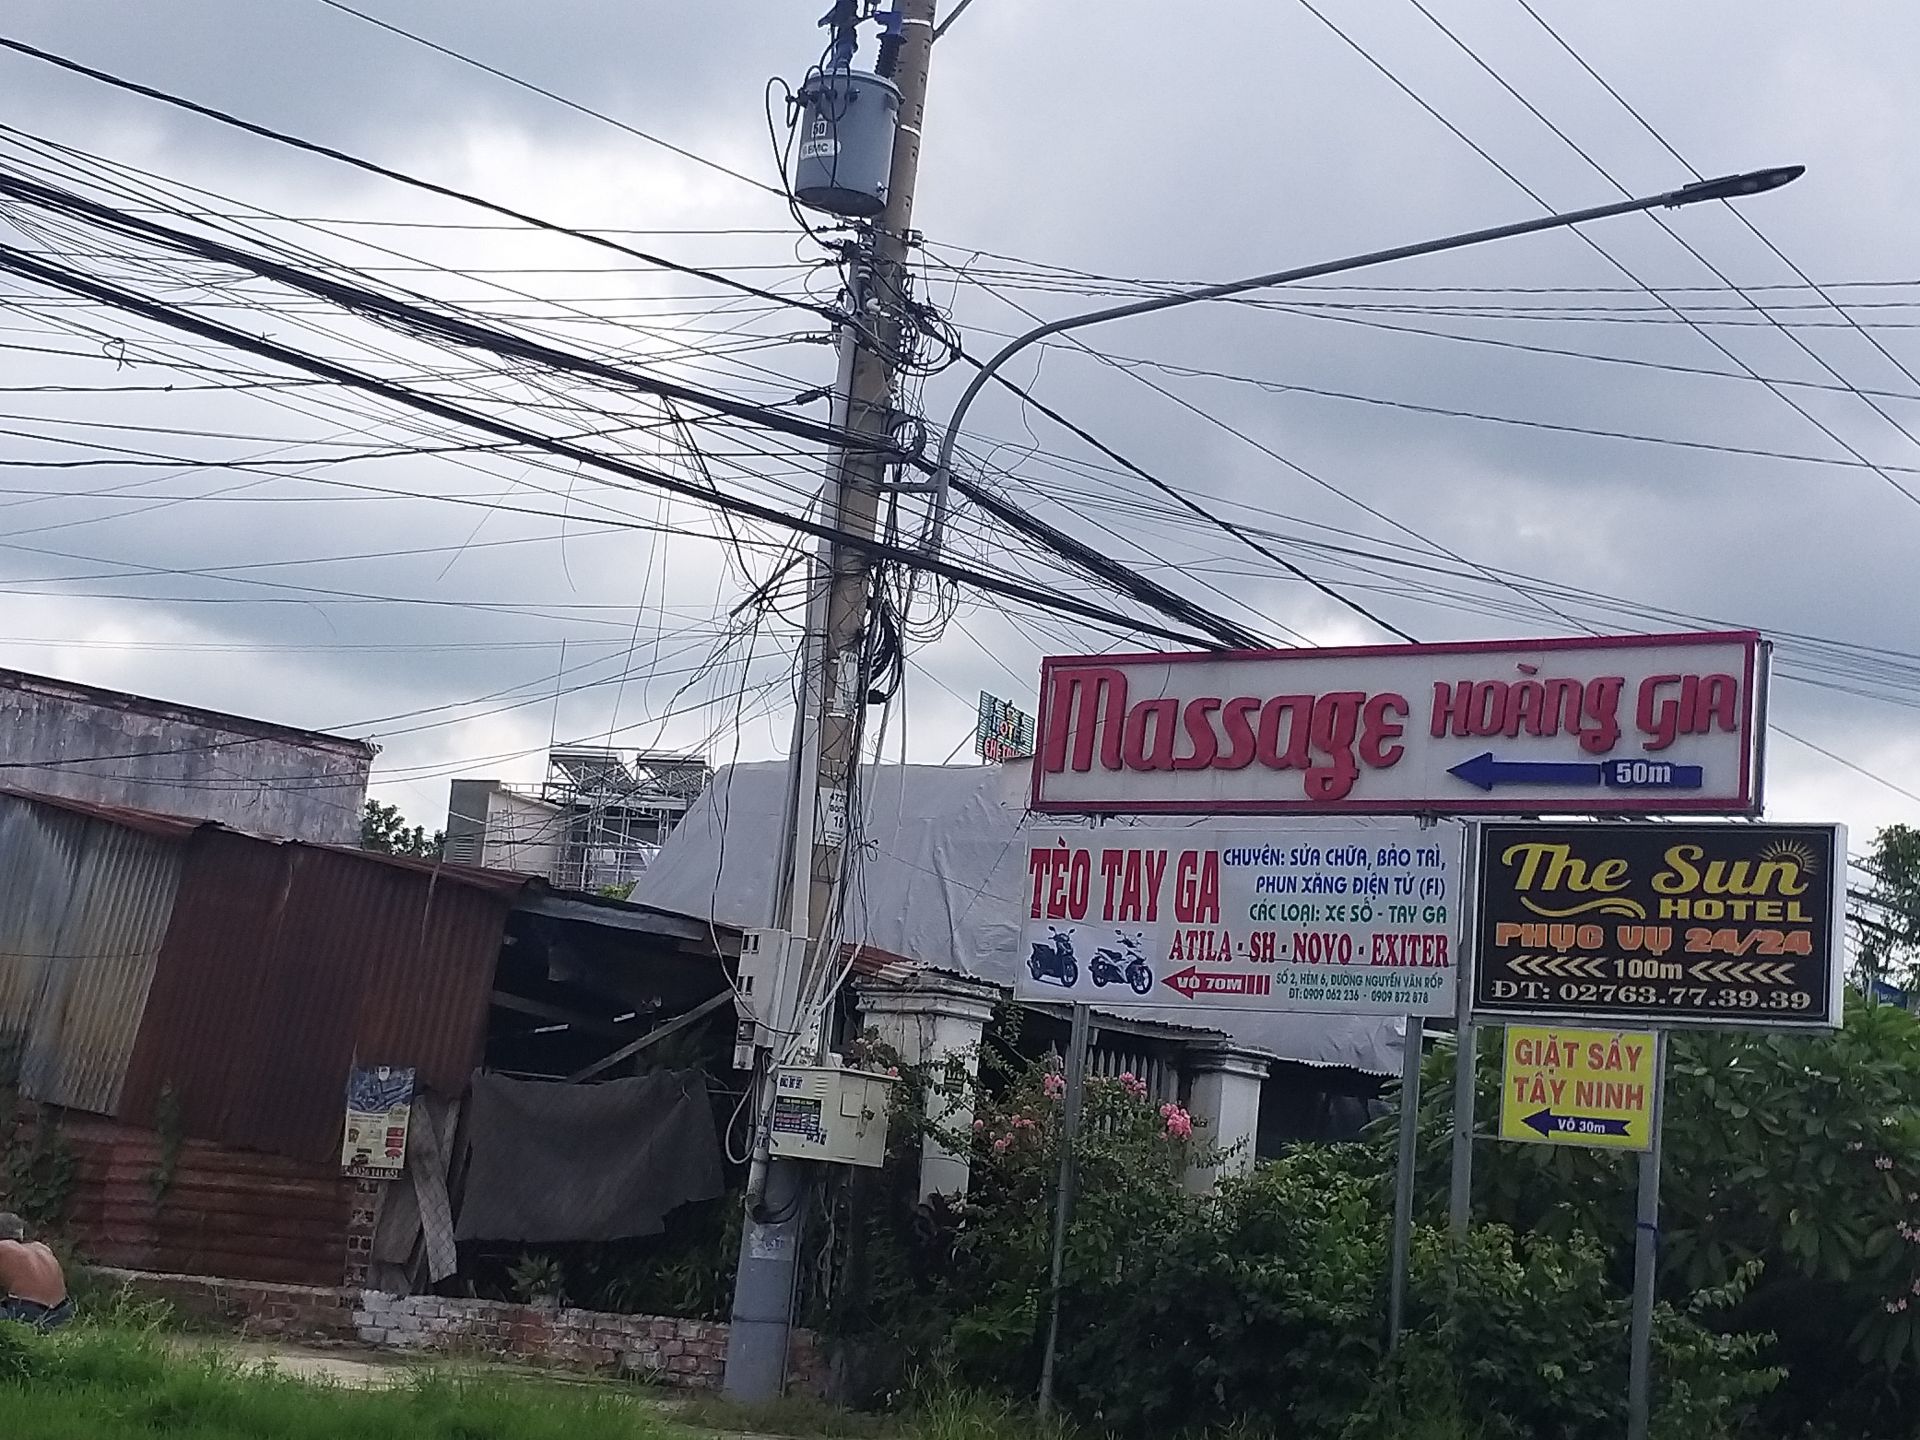 50
EMC
Massage HOÀNG GIA
50m
TÈO TAY GA
CHUYÊN: SỬA CHỮA, BẢO TRÌ,
PHUN XĂNG ĐIỆN TỬ (FI)
CÁC LOẠI: XE SỐ - TAY GA
ATILA - SH - NOVO - EXITER
VÔ 70M
SỐ 2, HẺM 6, ĐƯỜNG NGUYỄN VĂN RỐP
ĐT: 0909 062 236 - 0909 872 878
The Sun
HOTEL
PHỤC VỤ 24/24
<<<<< 100m <<<<<
ĐT: 02763.77.39.39
GIẶT SẤY
TÂY NINH
VÔ 30m